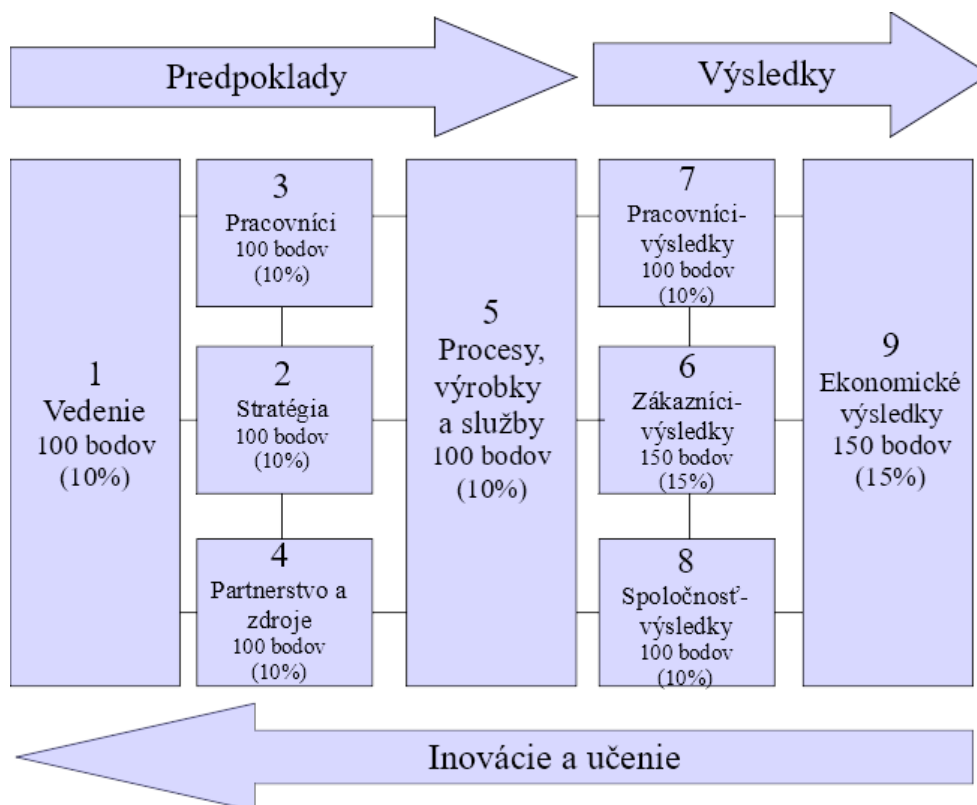 Predpoklady
Výsledky
1
Vedenie
100 bodov
(10%)
3
Pracovníci
100 bodov
(10%)
2
Stratégia
100 bodov
(10%)
4
Partnerstvo a
zdroje
100 bodov
(10%)
5
Procesy,
výrobky
a služby
100 bodov
(10%)
7
Pracovníci-
výsledky
100 bodov
(10%)
6
Zákazníci-
výsledky
150 bodov
(15%)
8
Spoločnosť-
výsledky
100 bodov
(10%)
9
Ekonomické
výsledky
150 bodov
(15%)
Inovácie a učenie